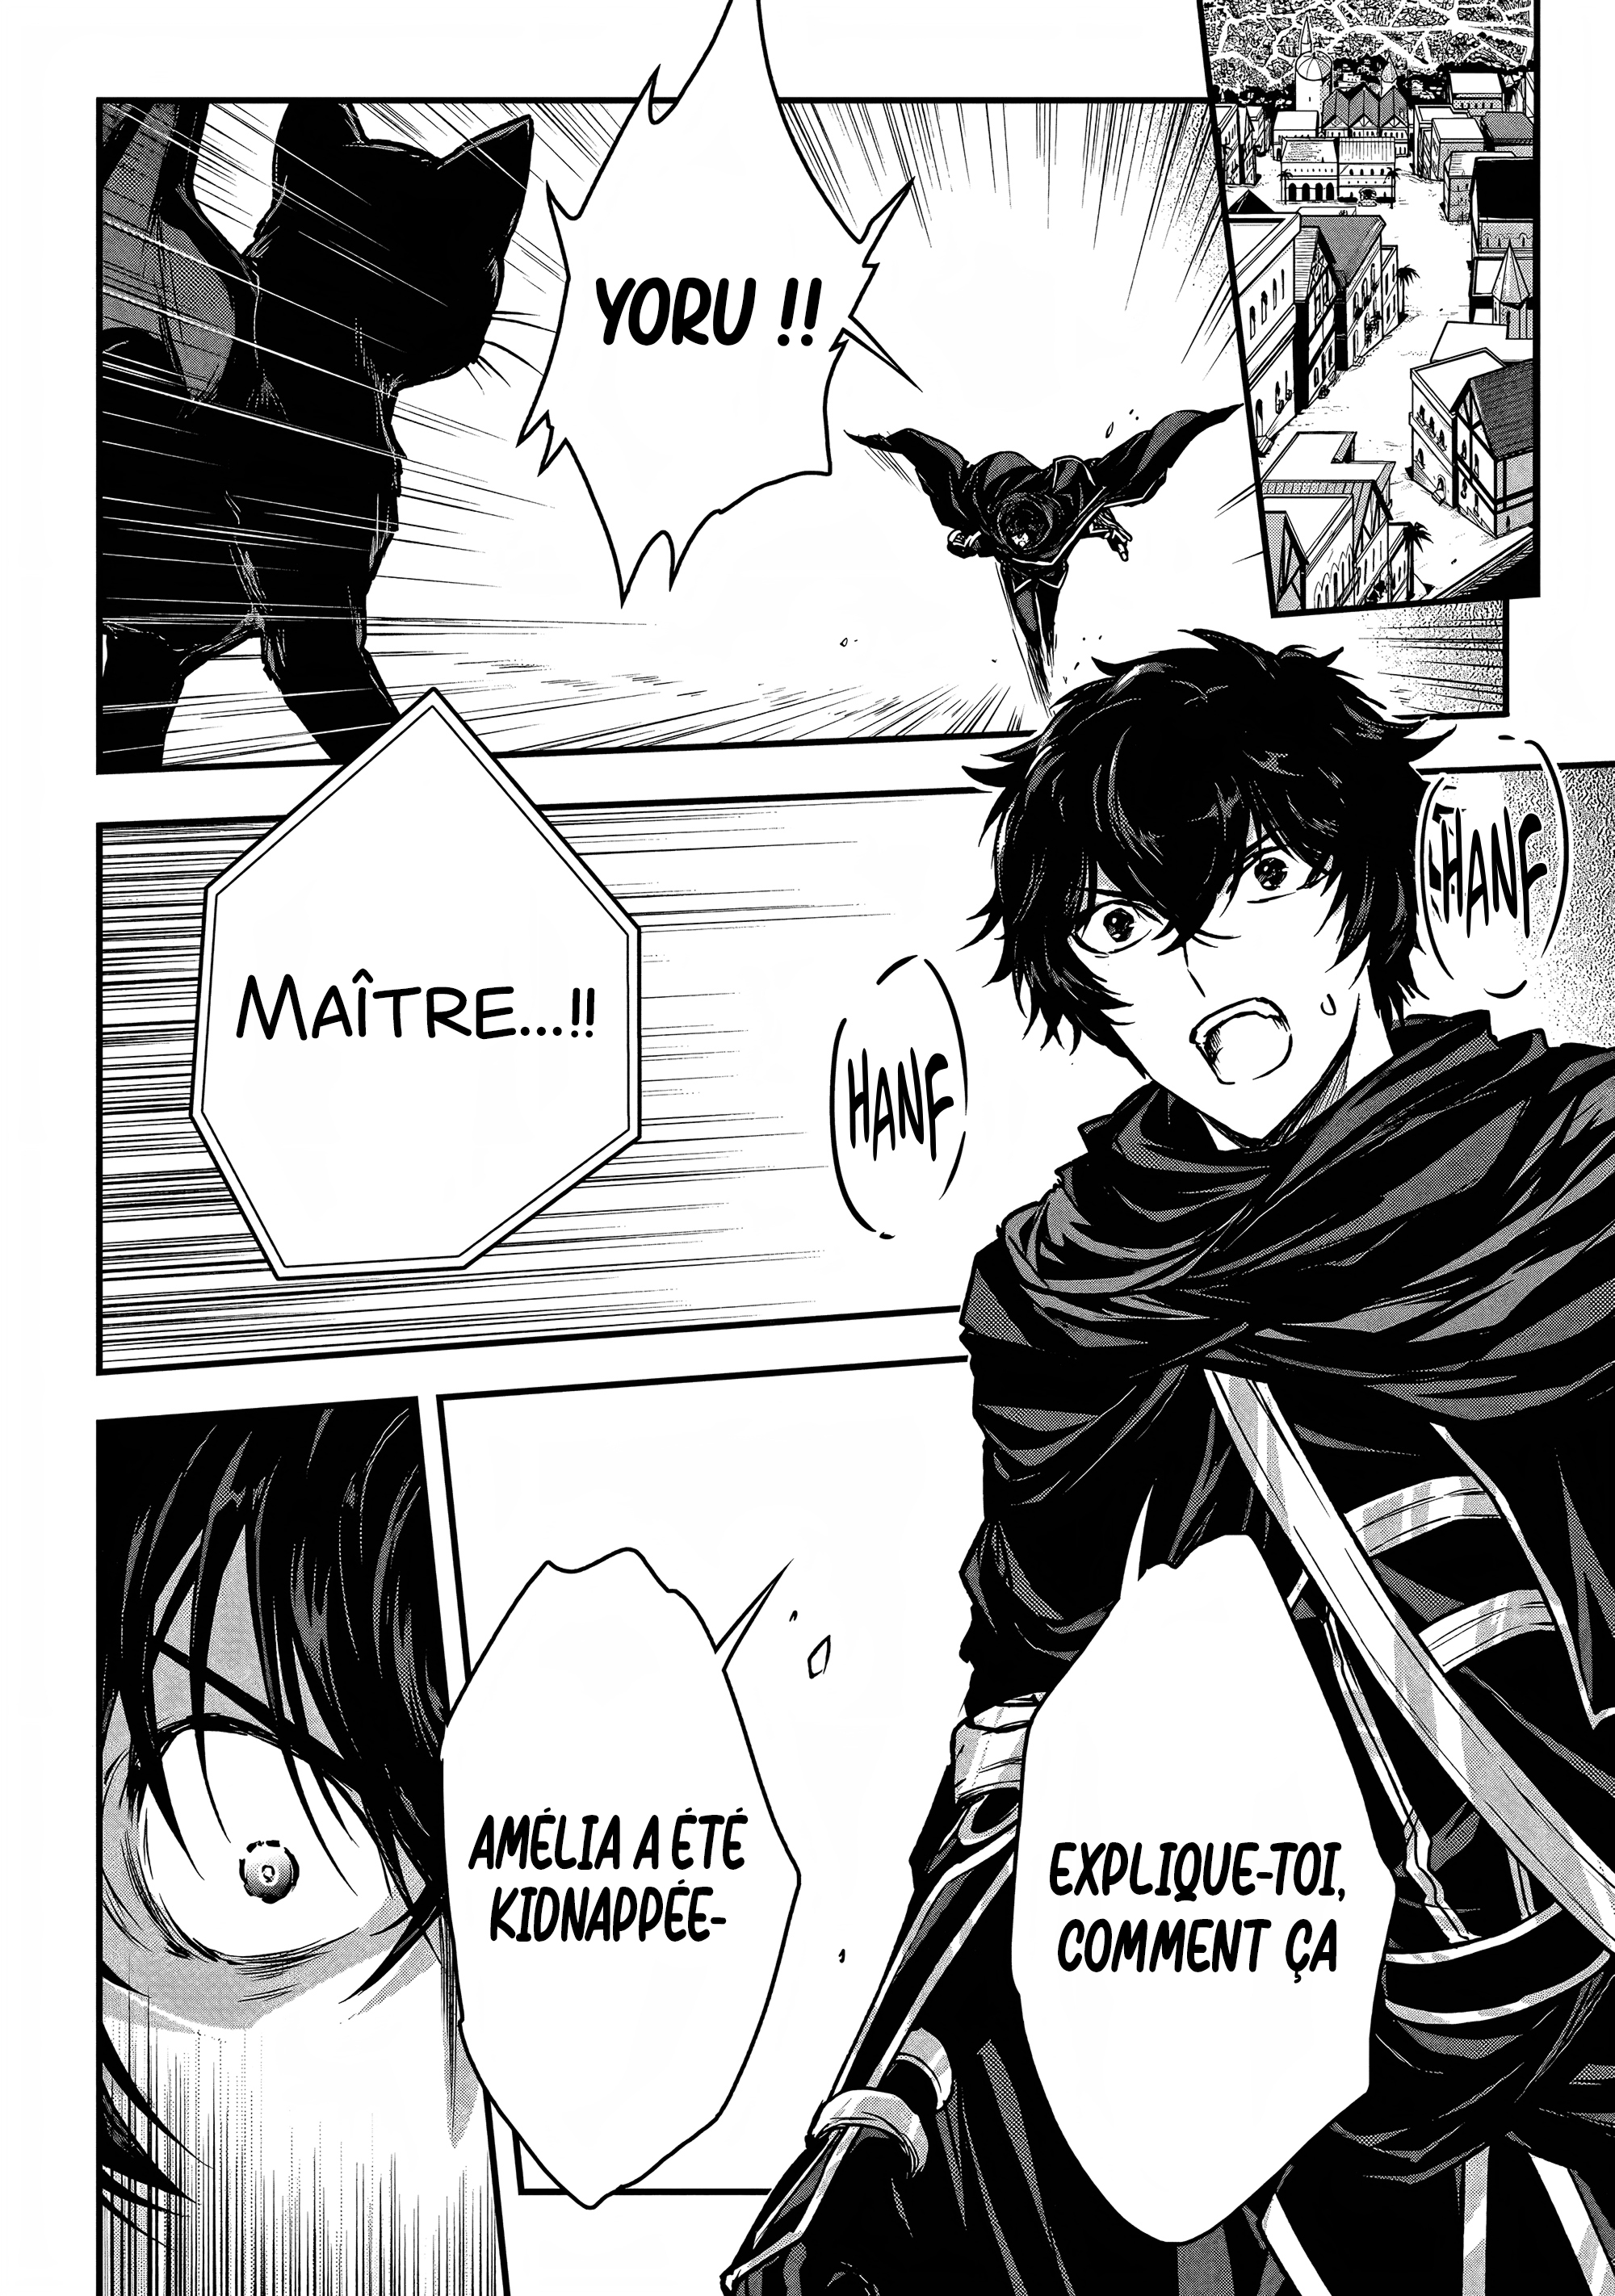 YORU !!
HANF
HANF
MAÎTRE...!!
EXPLIQUE-TOI,
COMMENT ÇA
AMÉLIA A ÉTÉ
KIDNAPPÉE-